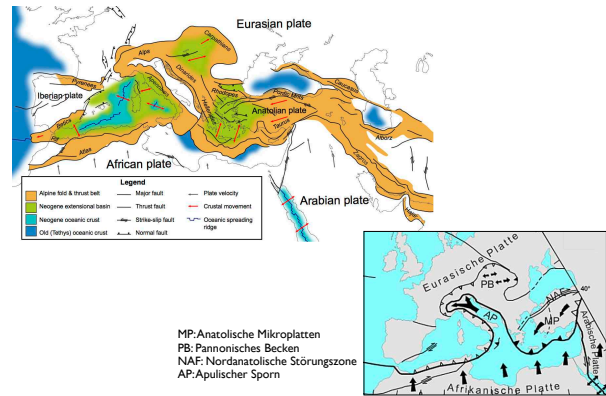 Eurasian plate
Carpathians
Alps
Dinarides
Caucasus
Pyrenees
Iberian plate
Apennines
Rhodopes
Pontic Mnts
Hellenides
Anatolian plate
Taurus
Betics
Rif
Atlas
Alborz
Zagros
African plate
Arabian plate
Legend
Alpine fold & thrust belt
Major fault
Plate velocity
Neogene extensional basin
Thrust fault
Crustal movement
Neogene oceanic crust
Strike-slip fault
Oceanic spreading
ridge
Old (Tethys) oceanic crust
Normal fault
Eurasische Platte
PB
AP
NAF
40°
MP
Arabische Platte
Afrikanische Platte
MP: Anatolische Mikroplatten
PB: Pannonisches Becken
NAF: Nordanatolische Störungszone
AP: Apulischer Sporn